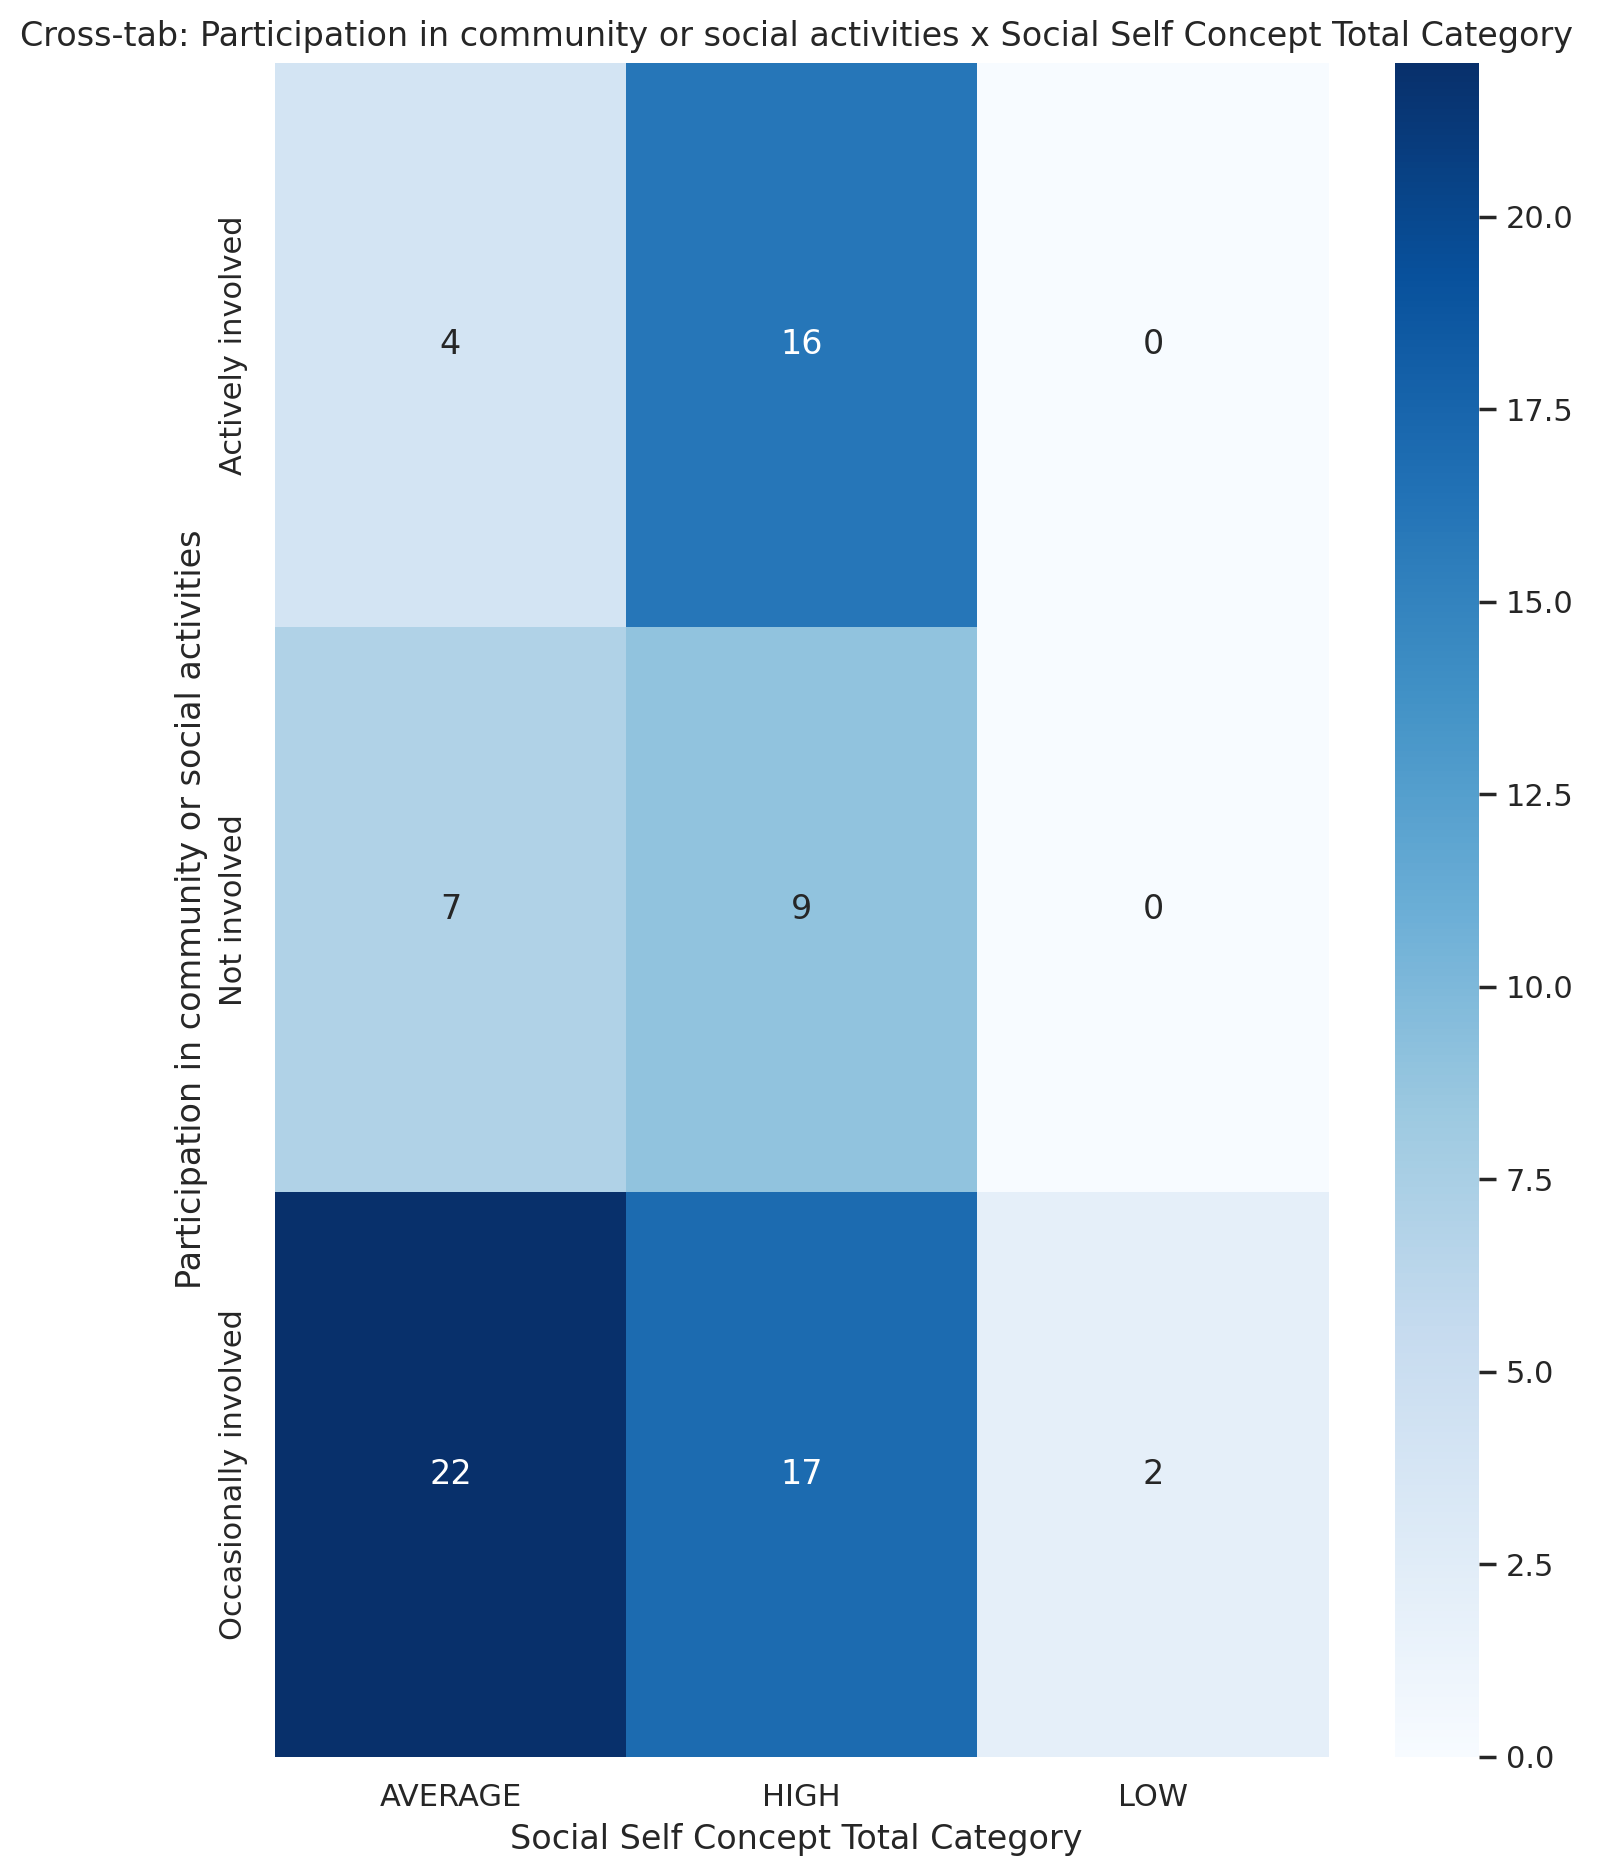 Cross-tab: Participation in community or social activities x Social Self Concept Total Category
Participation in community or social activities
Actively involved
4
16
0
Not involved
7
9
0
Occasionally involved
22
17
2
AVERAGE
HIGH
LOW
Social Self Concept Total Category
20.0
17.5
15.0
12.5
10.0
7.5
5.0
2.5
0.0